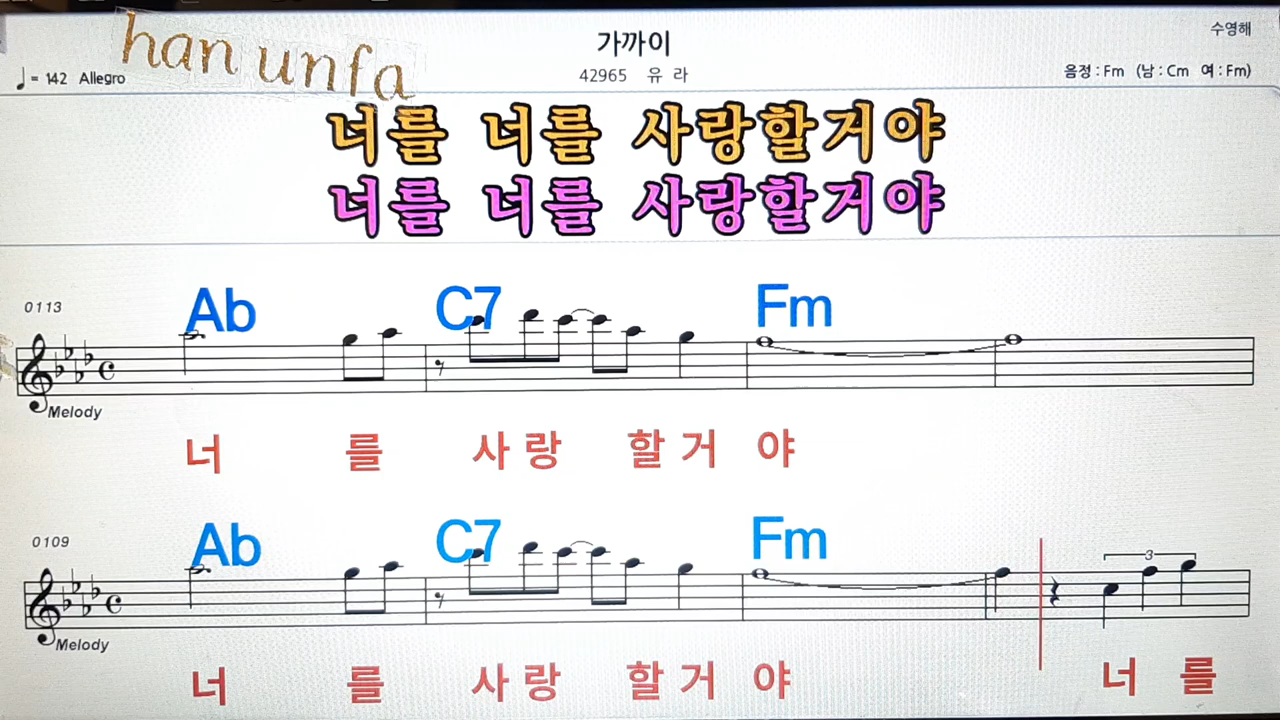 han unfa
가까이
수영해
♩ = 142 Allegro
42965 유 라
음정 : Fm (남 : Cm 여 : Fm)
너를 너를 사랑할거야
너를 너를 사랑할거야
0113
Ab C7 Fm
Melody
너 를 사 랑 할 거 야
0109
Ab C7 Fm
3
Melody
너 를 사 랑 할 거 야 너 를